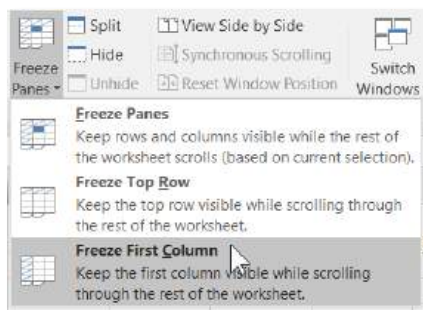 Split
View Side by Side
Hide
Synchronous Scrolling
Freeze
Panes
Unhide
Reset Window Position
Switch
Windows
Freeze Panes
Keep rows and columns visible while the rest of
the worksheet scrolls (based on current selection).
Freeze Top Row
Keep the top row visible while scrolling through
the rest of the worksheet.
Freeze First Column
Keep the first column visible while scrolling
through the rest of the worksheet.